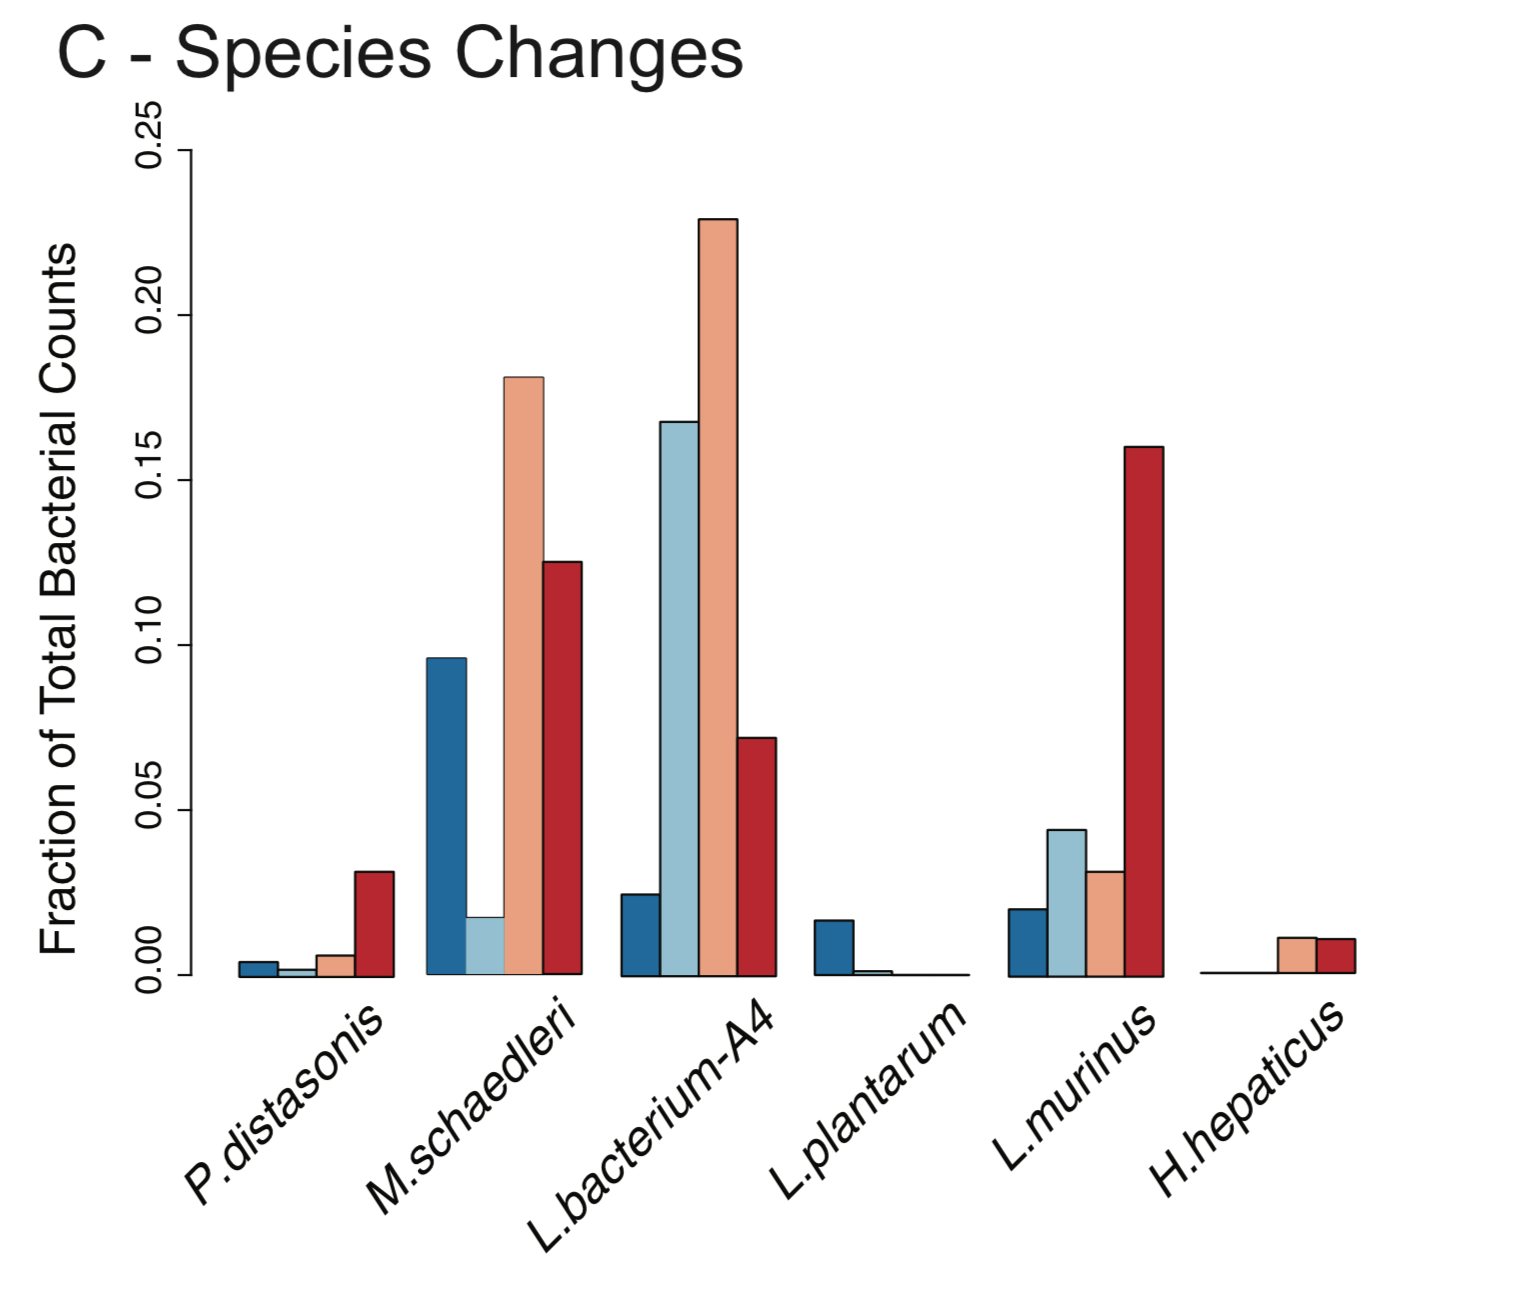 C - Species Changes
Fraction of Total Bacterial Counts
0.25
0.20
0.15
0.10
0.05
0.00
P.distasonis
M.schaedleri
L.bacterium-A4
L.plantarum
L.murinus
H.hepaticus